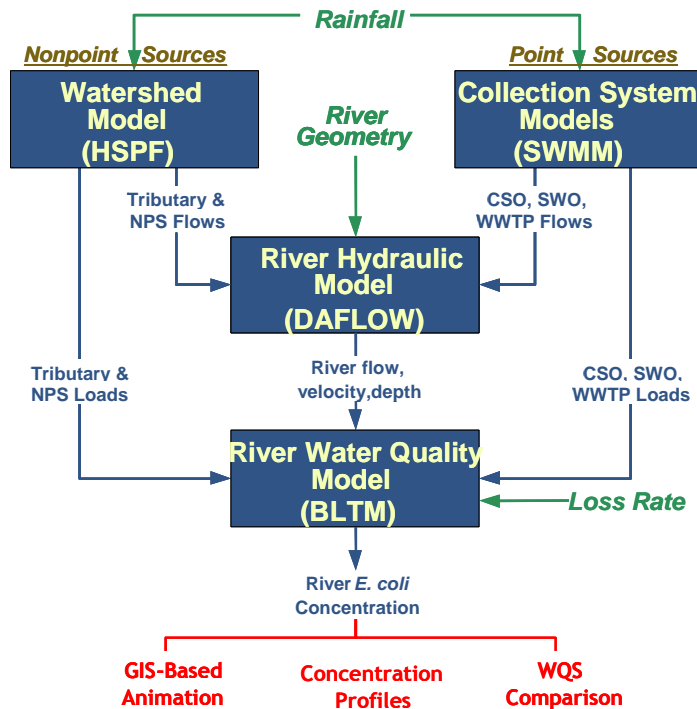 Rainfall
Nonpoint Sources
Point Sources
Watershed
Model
(HSPF)
Collection System
Models
(SWMM)
River
Geometry
Tributary &
NPS Flows
CSO, SWO,
WWTP Flows
River Hydraulic
Model
(DAFLOW)
River flow,
velocity,depth
Tributary &
NPS Loads
CSO, SWO,
WWTP Loads
River Water Quality
Model
(BLTM)
Loss Rate
River E. coli
Concentration
GIS-Based
Animation
Concentration
Profiles
WQS
Comparison